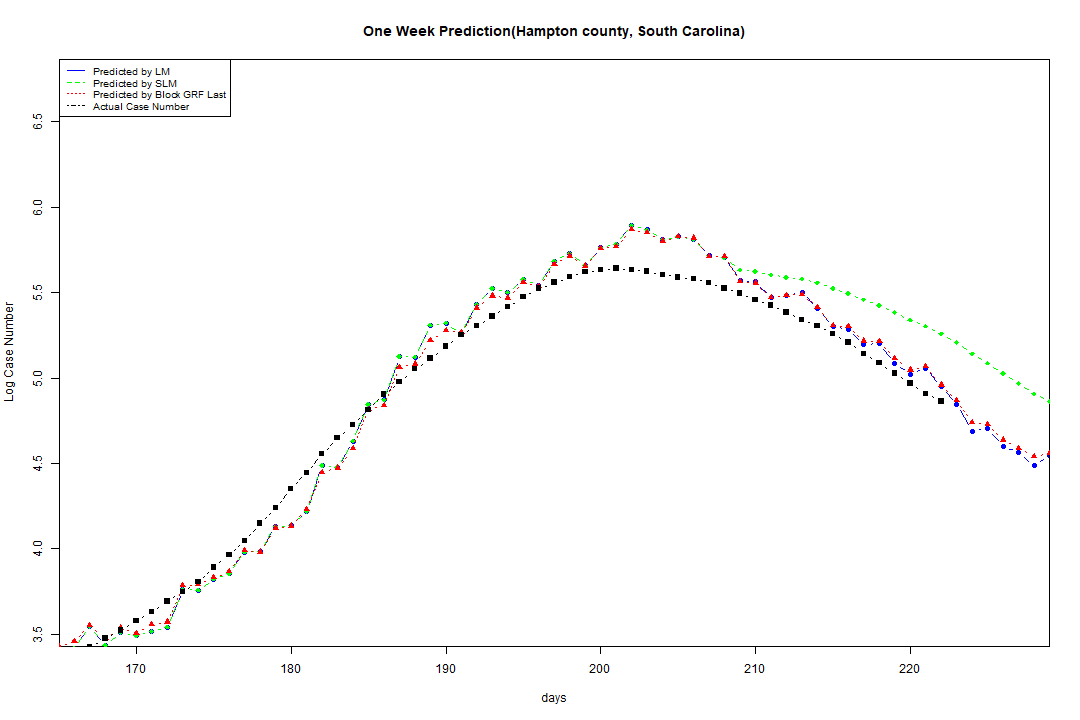 One Week Prediction(Hampton county, South Carolina)
Predicted by LM
Predicted by SLM
Predicted by Block GRF Last
Actual Case Number
6.5
6.0
5.5
5.0
4.5
4.0
3.5
Log Case Number
170 180 190 200 210 220
days